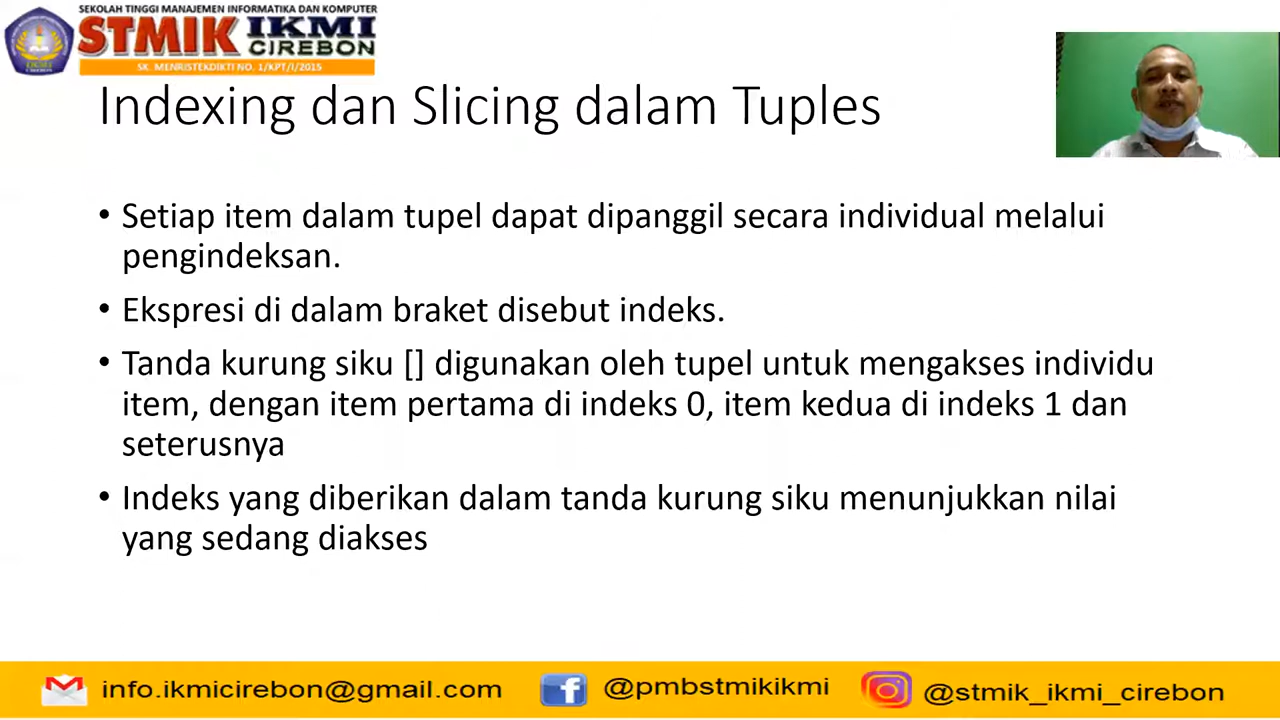 SEKOLAH TINGGI MANAJEMEN INFORMATIKA DAN KOMPUTER
STMIK IKMI
CIREBON
SK. MENRISTEKDIKTI NO. 1/KPT/I/2015
Indexing dan Slicing dalam Tuples
• Setiap item dalam tupel dapat dipanggil secara individual melalui
pengindeksan.
• Ekspresi di dalam braket disebut indeks.
• Tanda kurung siku [] digunakan oleh tupel untuk mengakses individu
item, dengan item pertama di indeks 0, item kedua di indeks 1 dan
seterusnya
• Indeks yang diberikan dalam tanda kurung siku menunjukkan nilai
yang sedang diakses
info.ikmicirebon@gmail.com
@pmbstmikikmi
@stmik_ikmi_cirebon